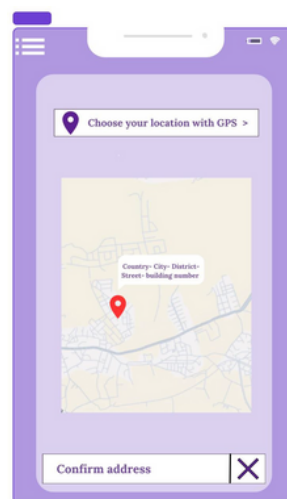 Choose your location with GPS >
Country- City- District-
Street- building number
Confirm address